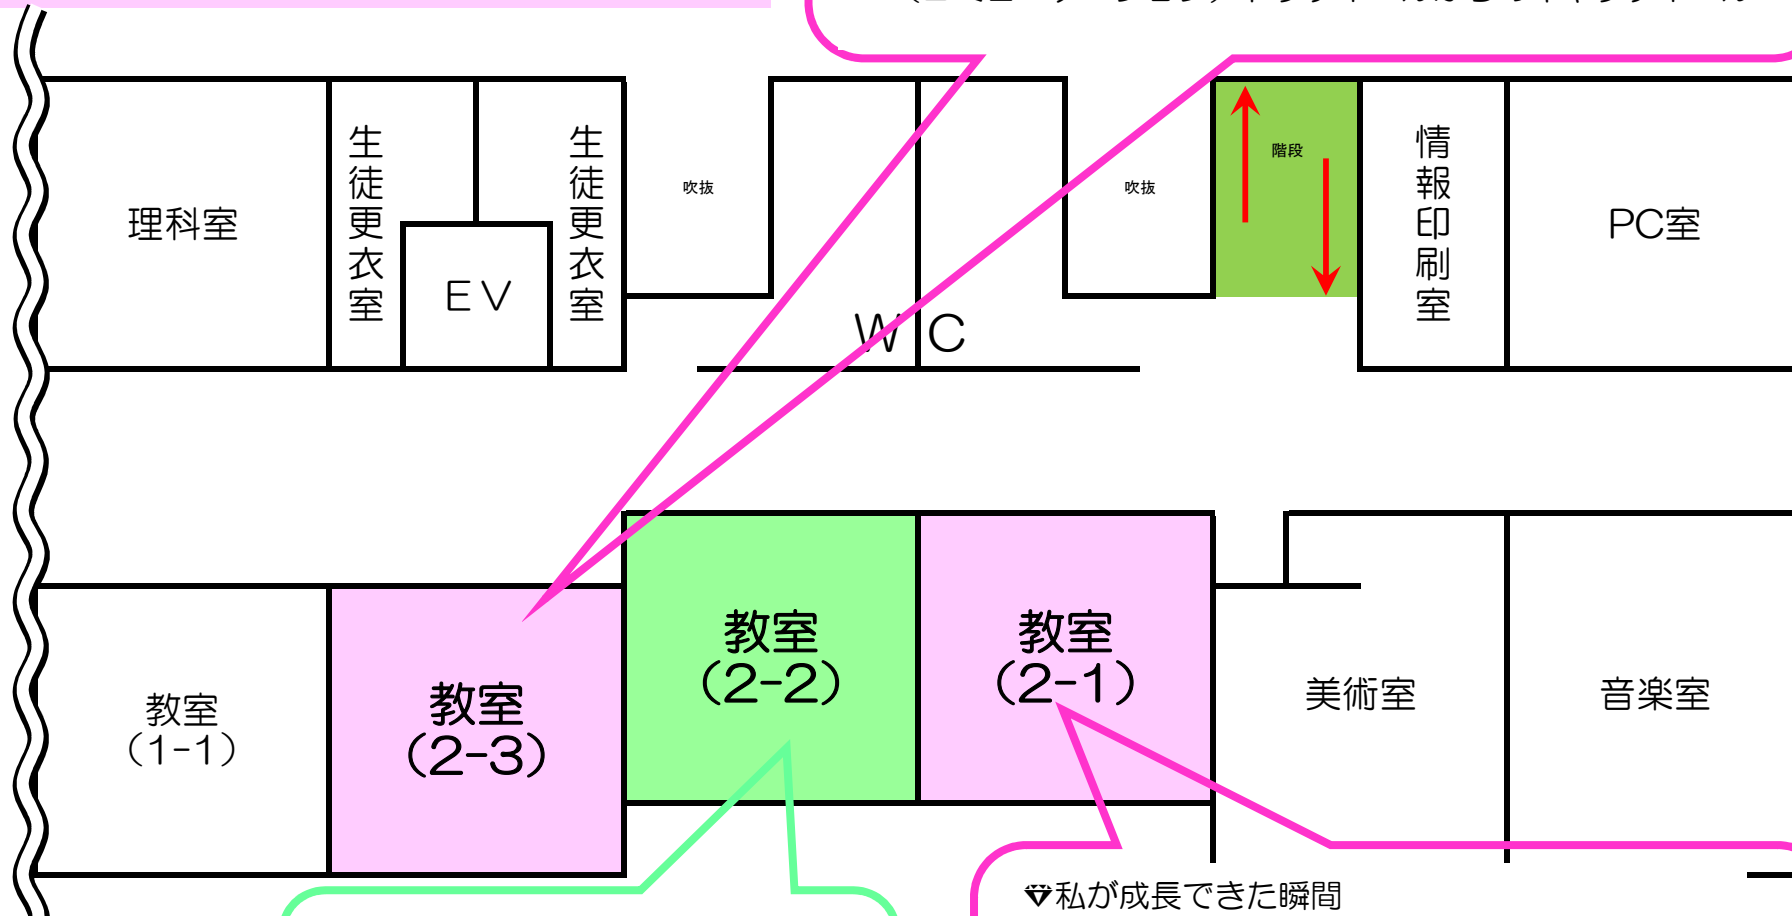 理科室
生徒更衣室
EV
生徒更衣室
吹抜
WC
吹抜
階段
情報印刷室
PC室
教室
(1-1)
教室
(2-3)
教室
(2-2)
教室
(2-1)
美術室
音楽室
💎私が成長できた瞬間